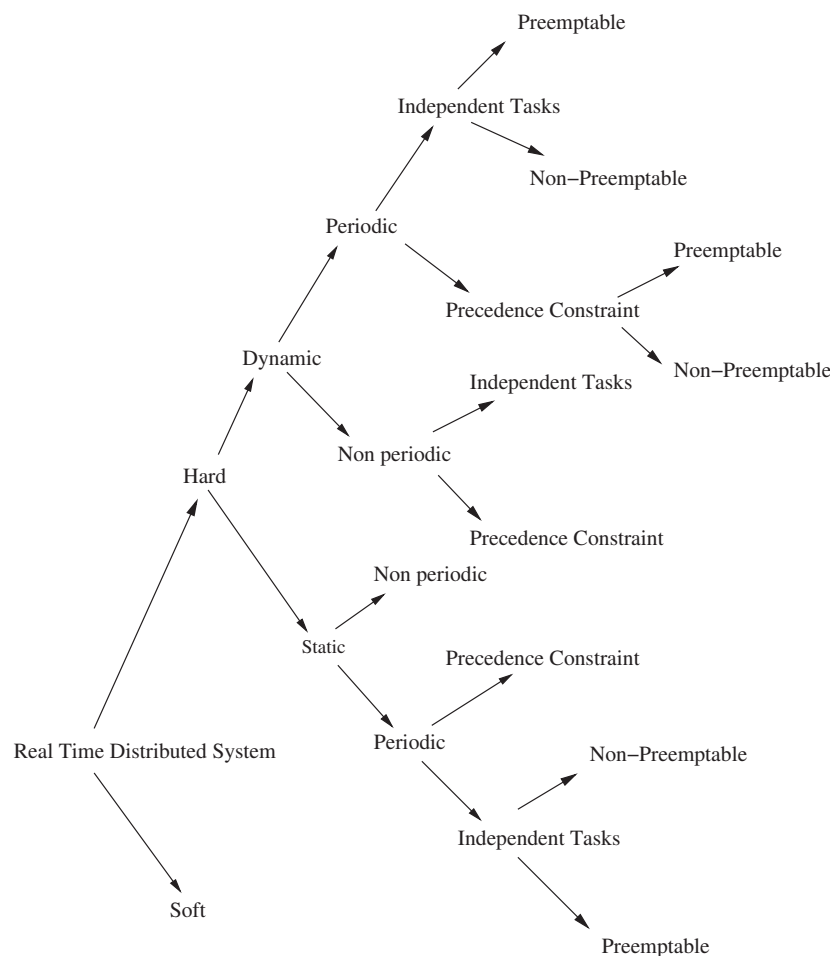 Preemptable
Independent Tasks
Non−Preemptable
Periodic
Preemptable
Precedence Constraint
Dynamic
Non−Preemptable
Independent Tasks
Non periodic
Hard
Precedence Constraint
Non periodic
Static
Precedence Constraint
Periodic
Real Time Distributed System
Non−Preemptable
Independent Tasks
Soft
Preemptable